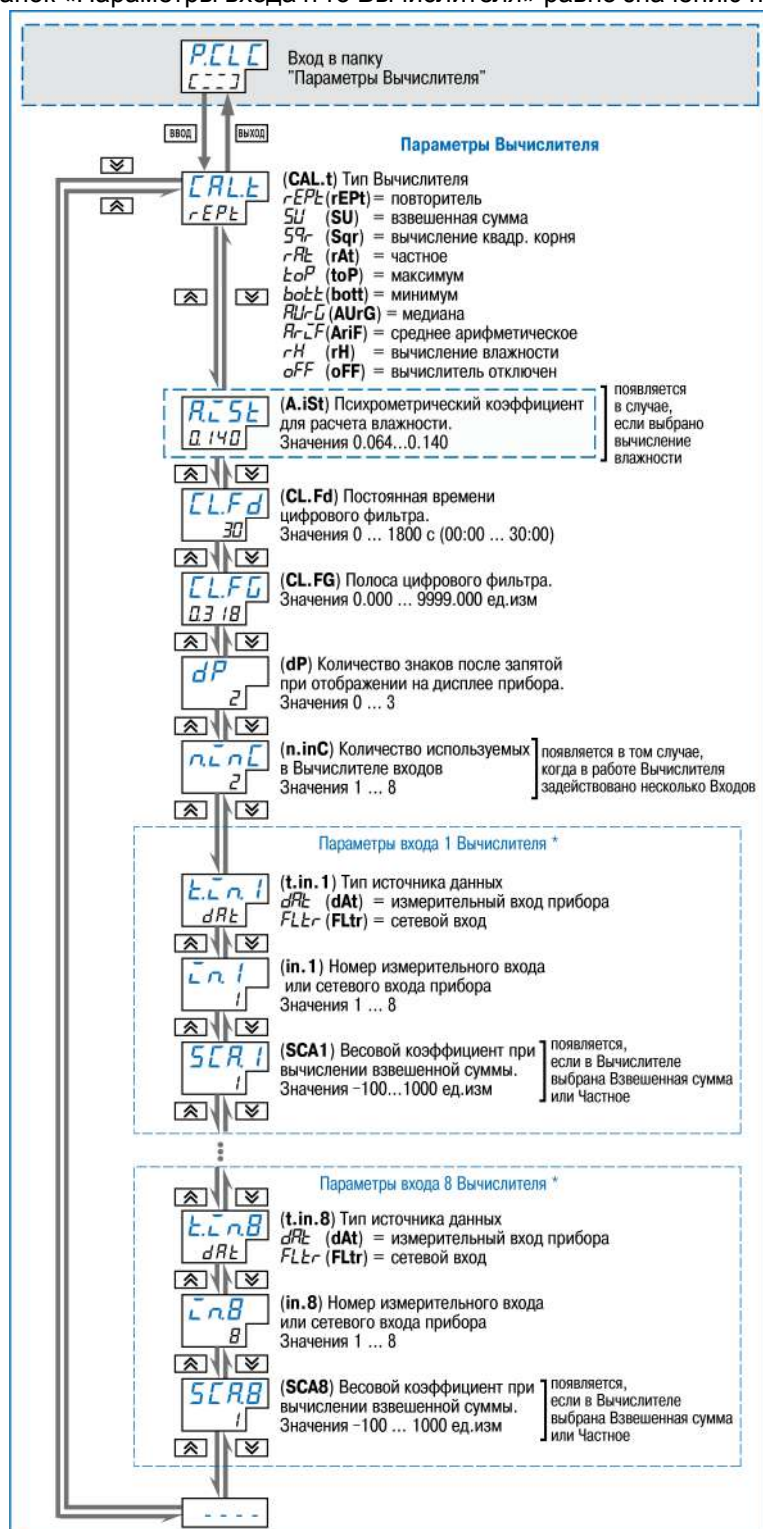 анок «Параметры входа n го Вычислителя» равно значению п
P.CLC
[---]
Вход в папку
"Параметры Вычислителя"
ввод
выход
Параметры Вычислителя
CAL.t
rEPt
(CAL.t) Тип Вычислителя
rEPt (rEPt) = повторитель
SU (SU) = взвешенная сумма
Sqr (Sqr) = вычисление квадр. корня
rAt (rAt) = частное
toP (toP) = максимум
bott (bott) = минимум
AUrG (AUrG) = медиана
AriF (AriF) = среднее арифметическое
rH (rH) = вычисление влажности
oFF (oFF) = вычислитель отключен
A.iSt
0.140
(A.iSt) Психрометрический коэффициент
для расчета влажности.
Значения 0.064...0.140
появляется
в случае,
если выбрано
вычисление
влажности
CL.Fd
30
(CL.Fd) Постоянная времени
цифрового фильтра.
Значения 0 ... 1800 с (00:00 ... 30:00)
CL.FG
0.318
(CL.FG) Полоса цифрового фильтра.
Значения 0.000 ... 9999.000 ед.изм
dP
2
(dP) Количество знаков после запятой
при отображении на дисплее прибора.
Значения 0 ... 3
n.inC
2
(n.inC) Количество используемых
в Вычислителе входов
Значения 1 ... 8
появляется в том случае,
когда в работе Вычислителя
задействовано несколько Входов
Параметры входа 1 Вычислителя *
t.in.1
dAt
(t.in.1) Тип источника данных
dAt (dAt) = измерительный вход прибора
FLtr (FLtr) = сетевой вход
in.1
1
(in.1) Номер измерительного входа
или сетевого входа прибора
Значения 1 ... 8
SCA.1
1
(SCA1) Весовой коэффициент при
вычислении взвешенной суммы.
Значения -100...1000 ед.изм
появляется,
если в Вычислителе
выбрана Взвешенная сумма
или Частное
Параметры входа 8 Вычислителя *
t.in.8
dAt
(t.in.8) Тип источника данных
dAt (dAt) = измерительный вход прибора
FLtr (FLtr) = сетевой вход
in.8
8
(in.8) Номер измерительного входа
или сетевого входа прибора
Значения 1 ... 8
SCA.8
1
(SCA8) Весовой коэффициент при
вычислении взвешенной суммы.
Значения -100 ... 1000 ед.изм
появляется,
если в Вычислителе
выбрана Взвешенная сумма
или Частное
----